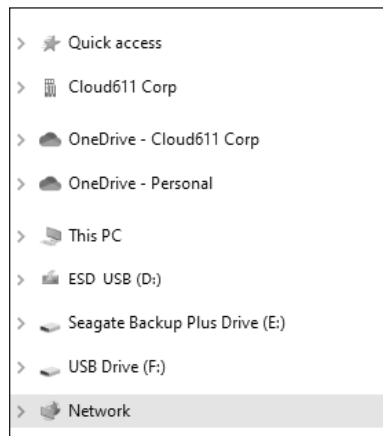 Quick access
Cloud611 Corp
OneDrive - Cloud611 Corp
OneDrive - Personal
This PC
ESD USB (D:)
Seagate Backup Plus Drive (E:)
USB Drive (F:)
Network